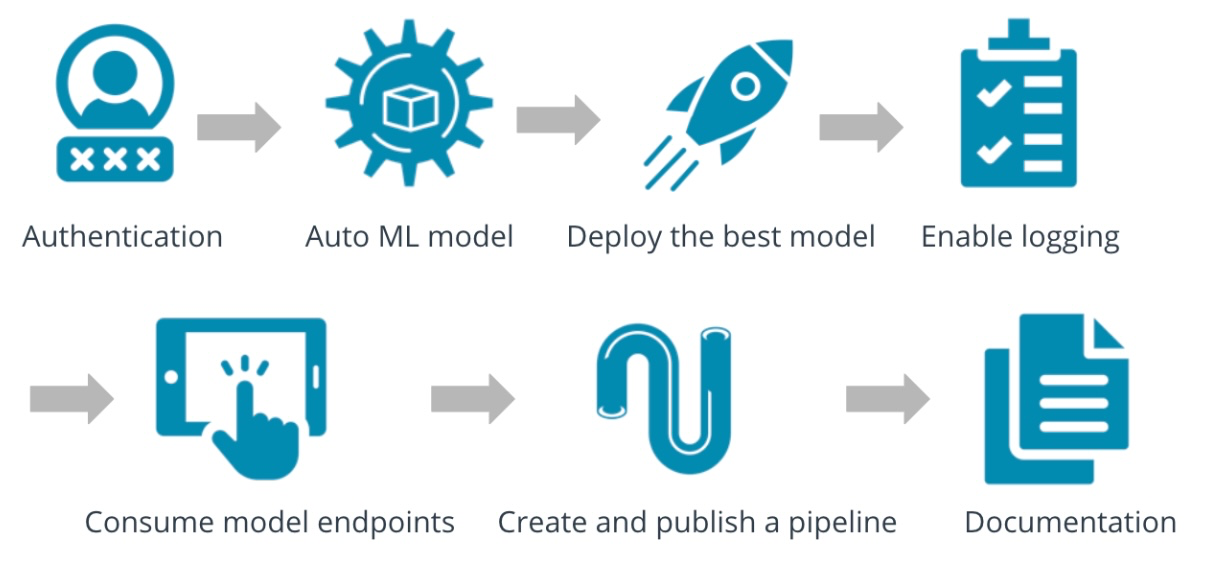 Authentication
Auto ML model
Deploy the best model
Enable logging
Consume model endpoints
Create and publish a pipeline
Documentation